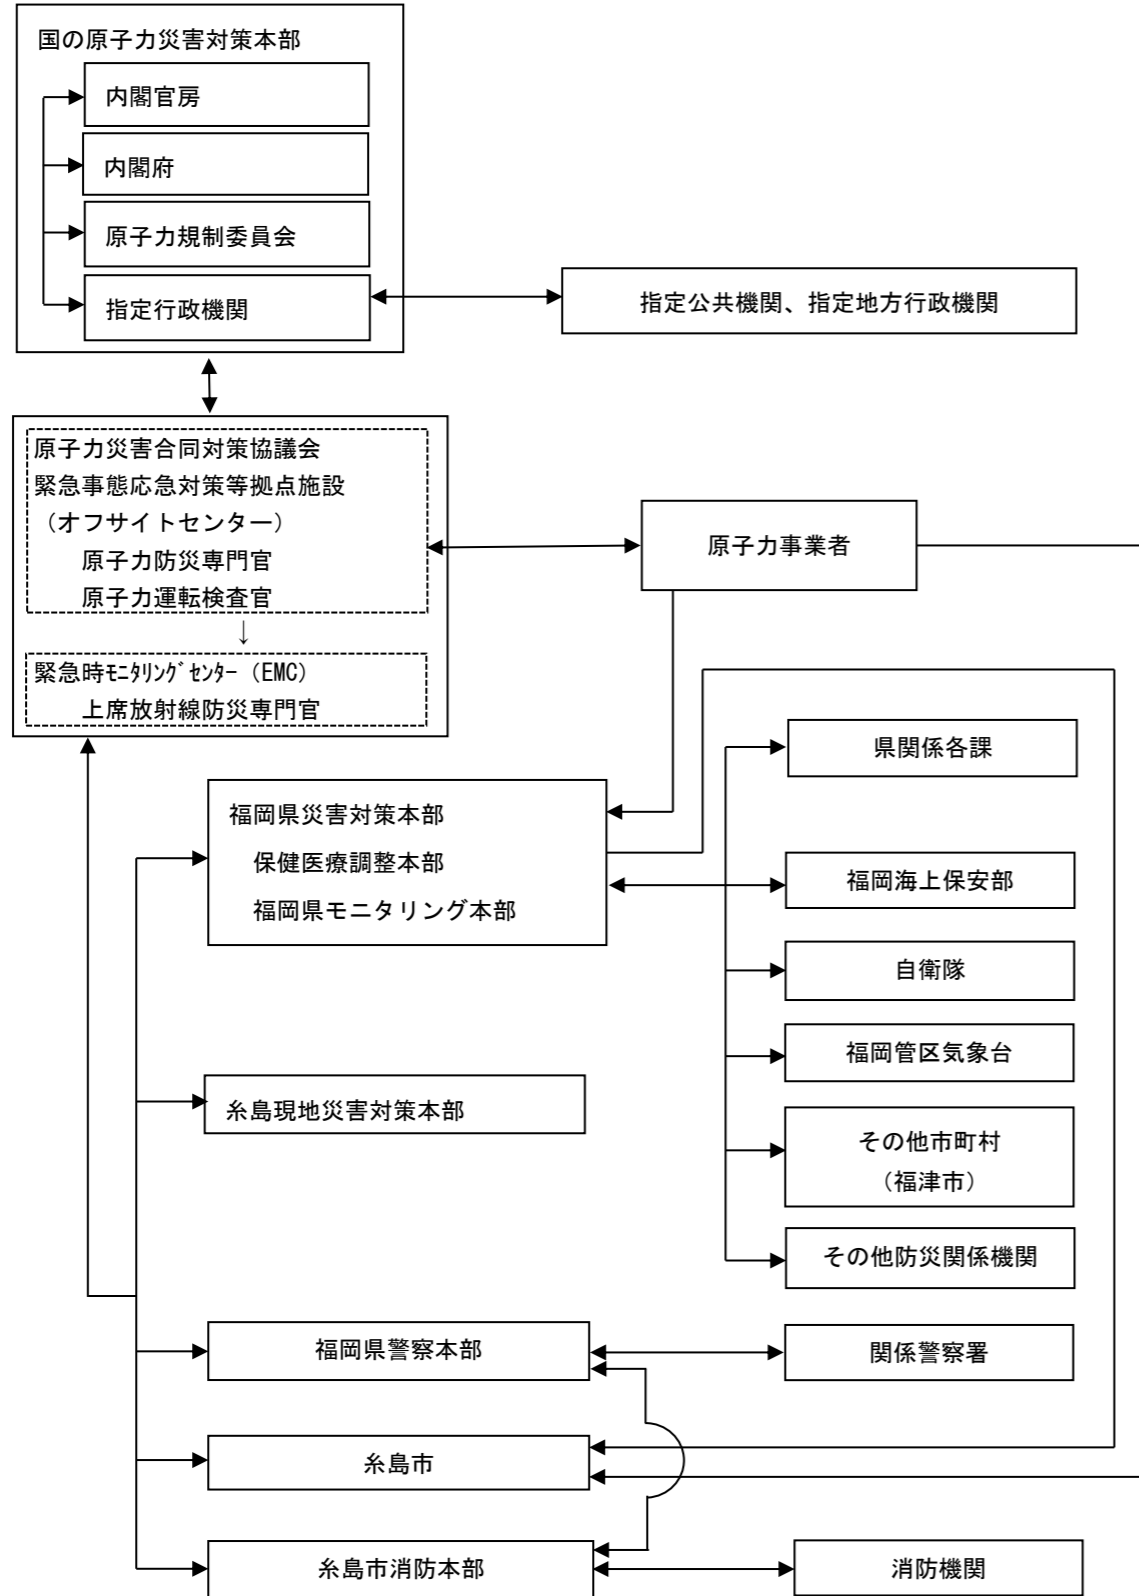 国の原子力災害対策本部
内閣官房
内閣府
原子力規制委員会
指定行政機関
指定公共機関、指定地方行政機関
原子力災害合同対策協議会
緊急事態応急対策等拠点施設
（オフサイトセンター）
原子力防災専門官
原子力運転検査官
↓
緊急時ﾓﾆﾀﾘﾝｸﾞｾﾝﾀｰ（EMC）
上席放射線防災専門官
原子力事業者
福岡県災害対策本部
保健医療調整本部
福岡県モニタリング本部
県関係各課
福岡海上保安部
自衛隊
福岡管区気象台
その他市町村
（福津市）
その他防災関係機関
糸島現地災害対策本部
福岡県警察本部
関係警察署
糸島市
糸島市消防本部
消防機関